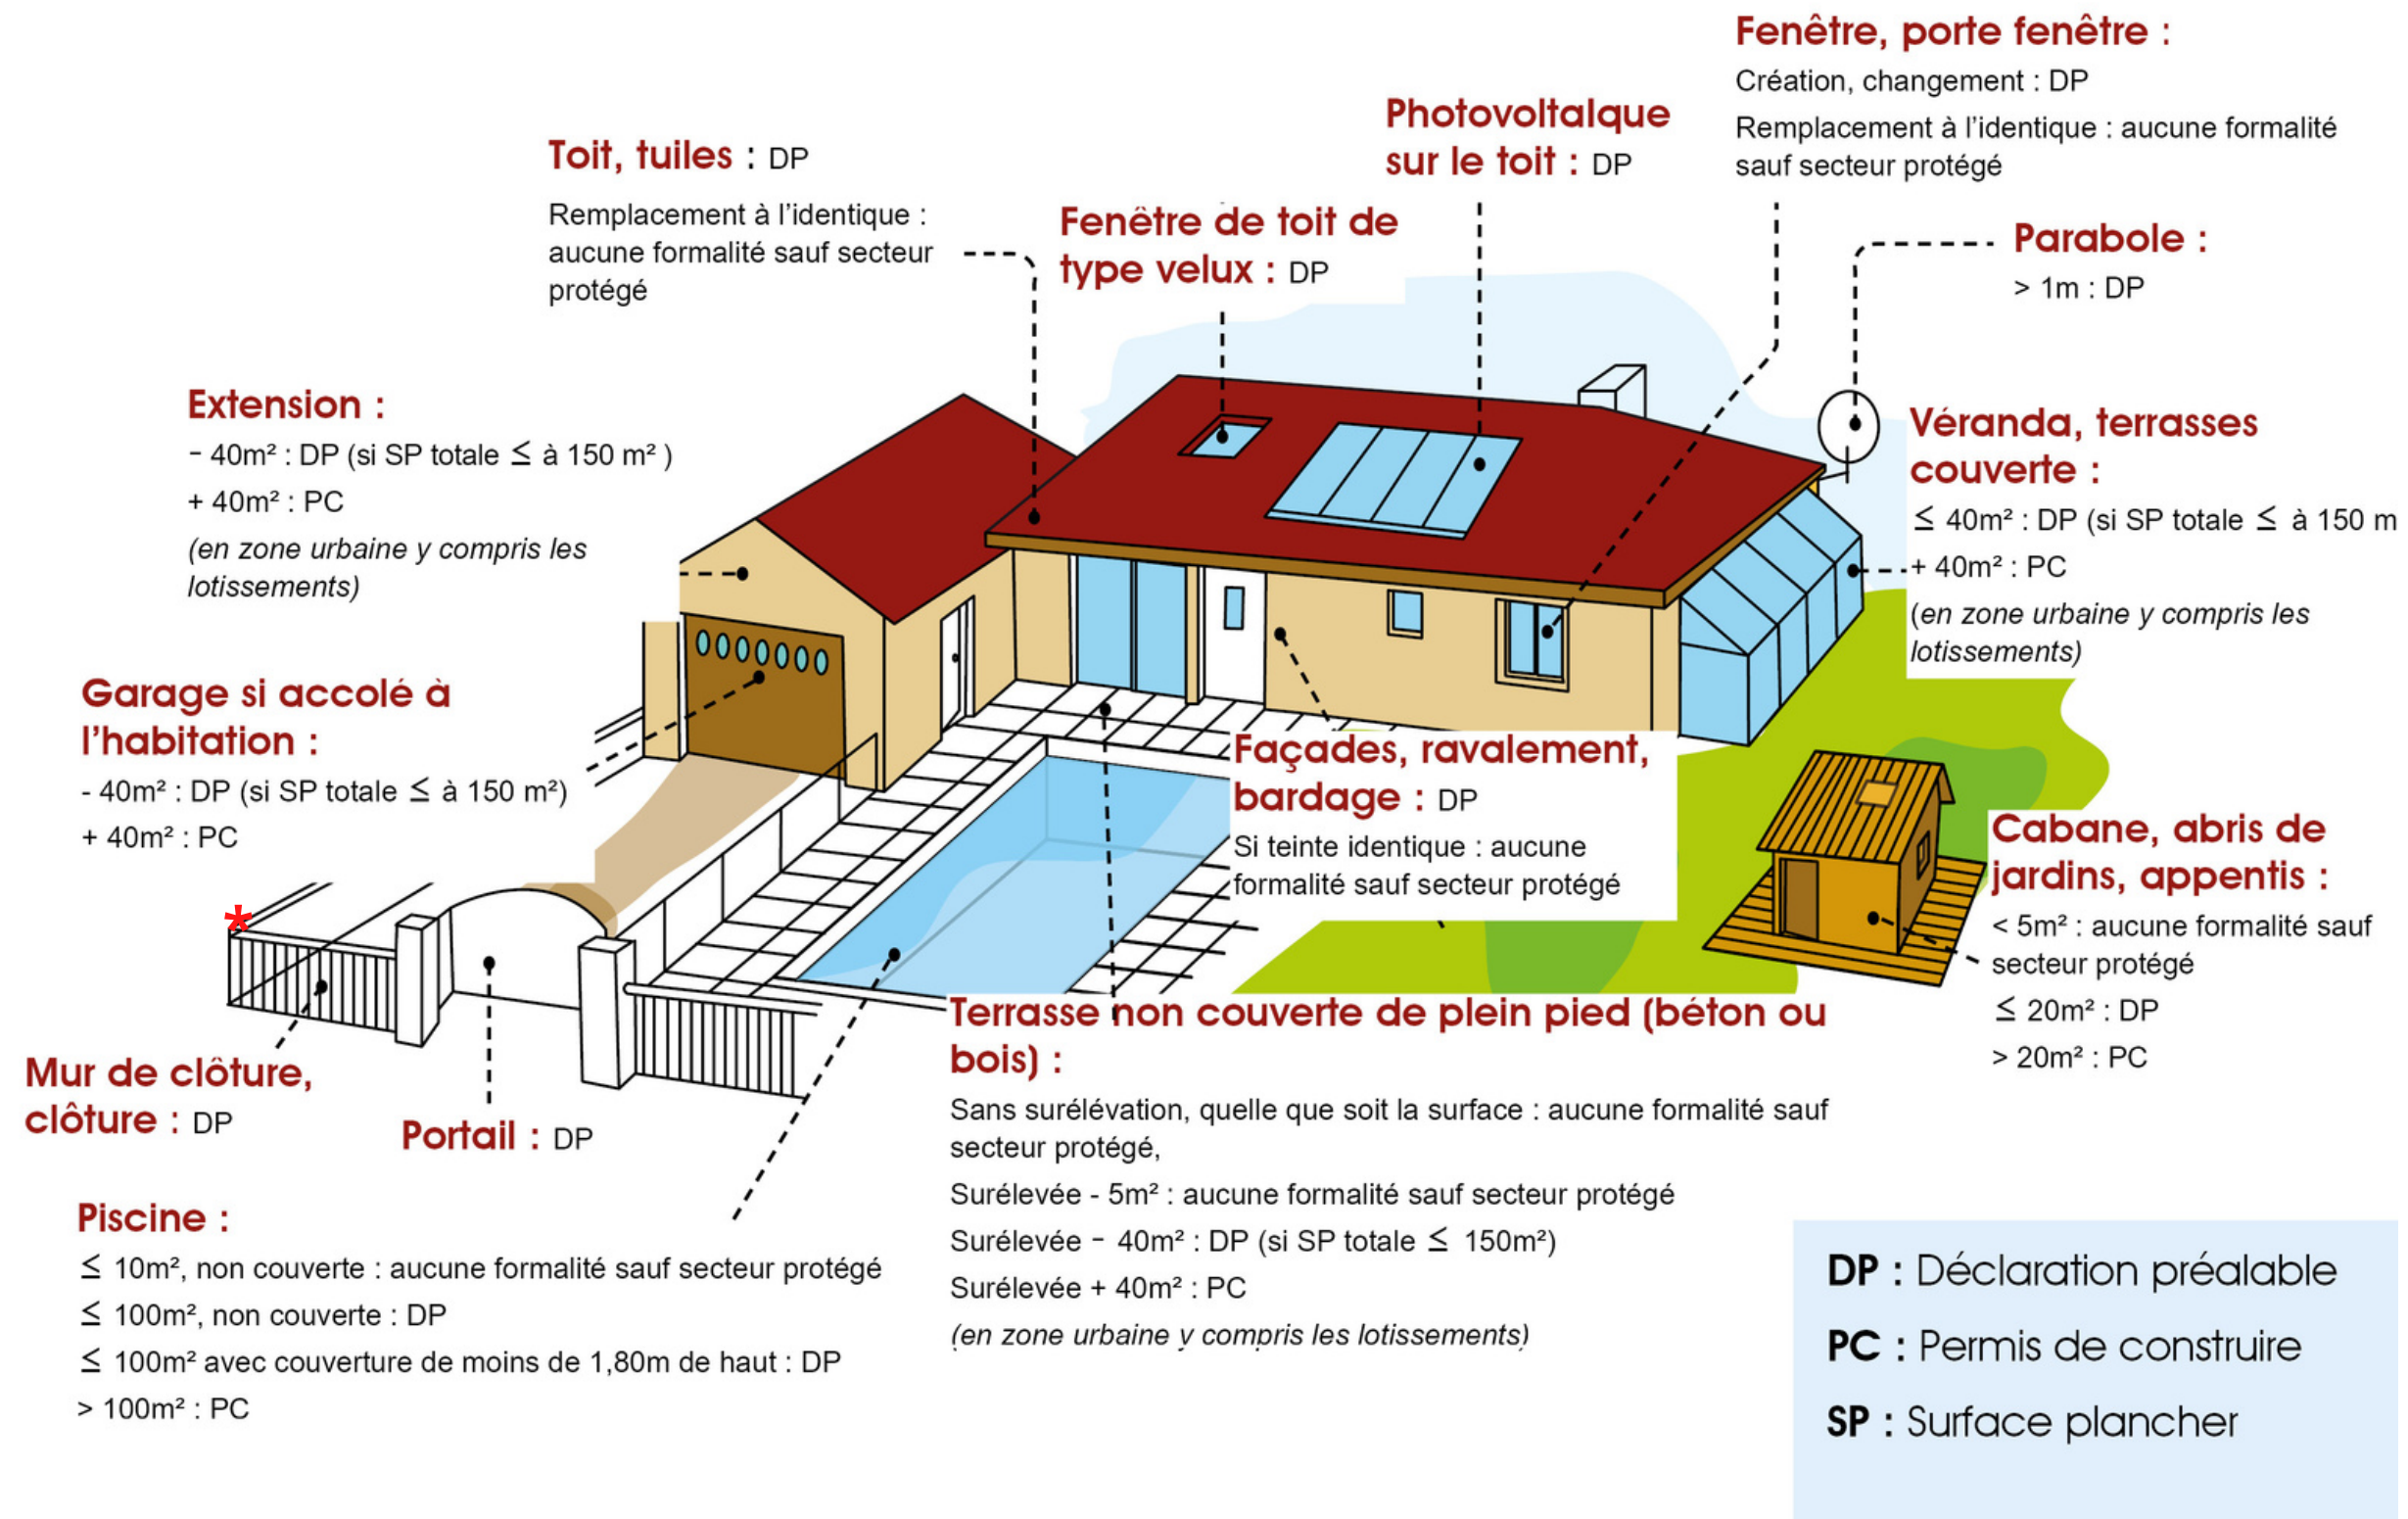 Fenêtre, porte fenêtre :
Création, changement : DP
Remplacement à l'identique : aucune formalité
sauf secteur protégé
Photovoltalque
sur le toit : DP
Toit, tuiles : DP
Remplacement à l'identique :
aucune formalité sauf secteur
protégé
Fenêtre de toit de
type velux : DP
Parabole :
> 1m : DP
Extension :
- 40m² : DP (si SP totale ≤ à 150 m² )
+ 40m² : PC
(en zone urbaine y compris les
lotissements)
Véranda, terrasses
couverte :
≤ 40m² : DP (si SP totale ≤ à 150 m
+ 40m² : PC
(en zone urbaine y compris les
lotissements)
Garage si accolé à
l'habitation :
- 40m² : DP (si SP totale ≤ à 150 m²)
+ 40m² : PC
Façades, ravalement,
bardage : DP
Si teinte identique : aucune
formalité sauf secteur protégé
Cabane, abris de
jardins, appentis :
< 5m² : aucune formalité sauf
secteur protégé
≤ 20m² : DP
> 20m² : PC
*
Mur de clôture,
clôture : DP
Portail : DP
Terrasse non couverte de plein pied (béton ou
bois) :
Sans surélévation, quelle que soit la surface : aucune formalité sauf
secteur protégé,
Surélevée - 5m² : aucune formalité sauf secteur protégé
Surélevée - 40m² : DP (si SP totale ≤ 150m²)
Surélevée + 40m² : PC
(en zone urbaine y compris les lotissements)
Piscine :
≤ 10m², non couverte : aucune formalité sauf secteur protégé
≤ 100m², non couverte : DP
≤ 100m² avec couverture de moins de 1,80m de haut : DP
> 100m² : PC
DP : Déclaration préalable
PC : Permis de construire
SP : Surface plancher